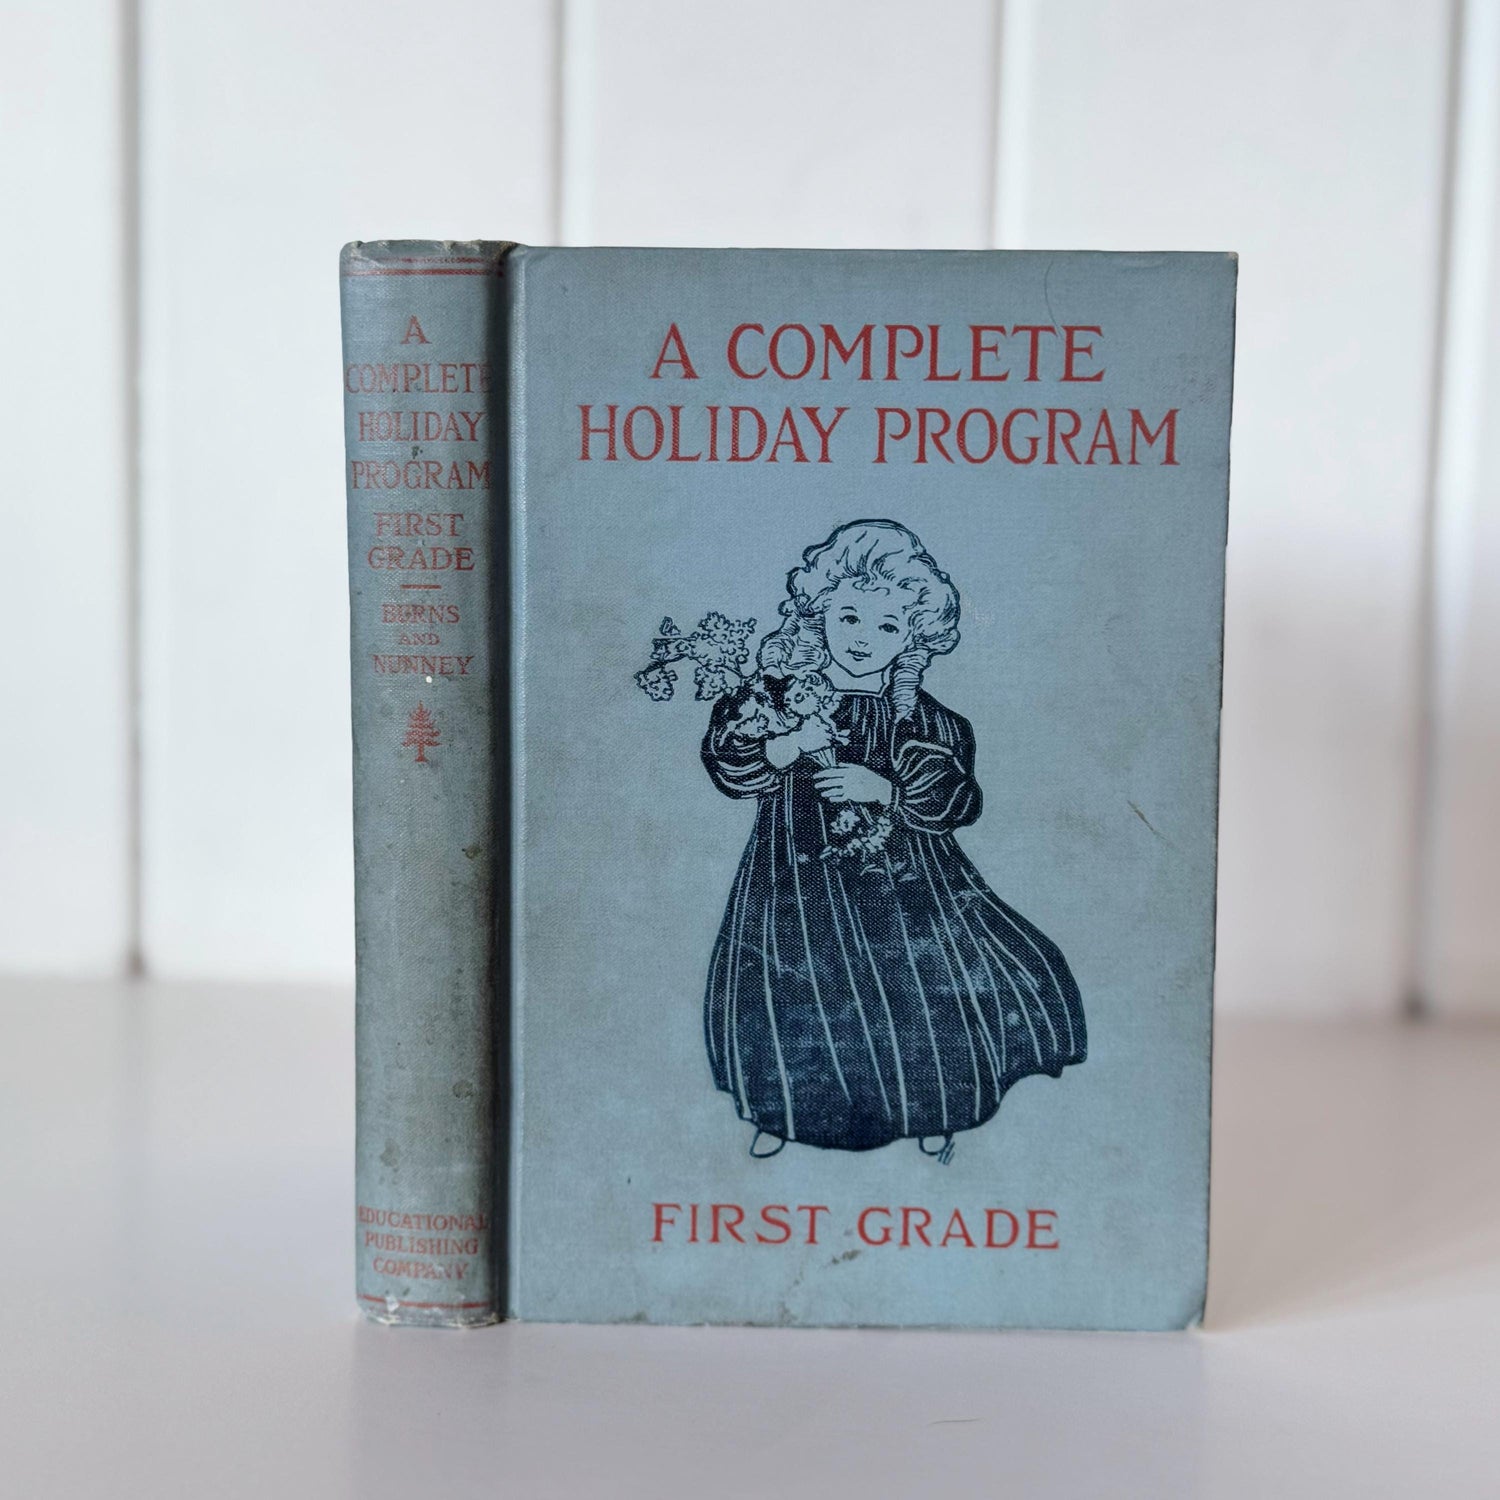 A
COMPLETE
HOLIDAY
PROGRAM
FIRST
GRADE
BURNS
AND
NUNNEY
EDUCATIONAL
PUBLISHING
COMPANY
A COMPLETE
HOLIDAY PROGRAM
FIRST GRADE